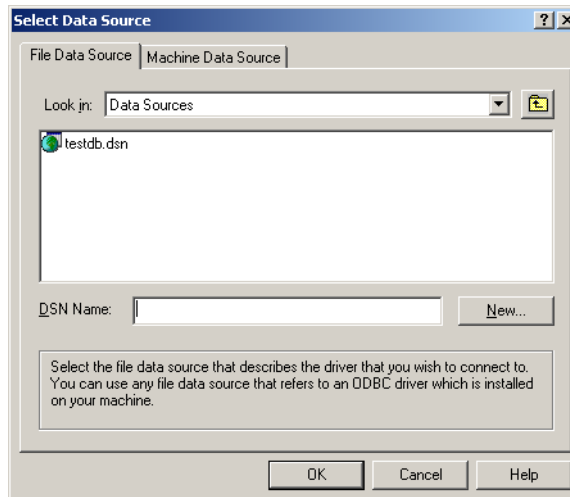 Select Data Source
File Data Source
Machine Data Source
Look in: Data Sources
testdb.dsn
DSN Name:
New...
Select the file data source that describes the driver that you wish to connect to.
You can use any file data source that refers to an ODBC driver which is installed
on your machine.
OK
Cancel
Help